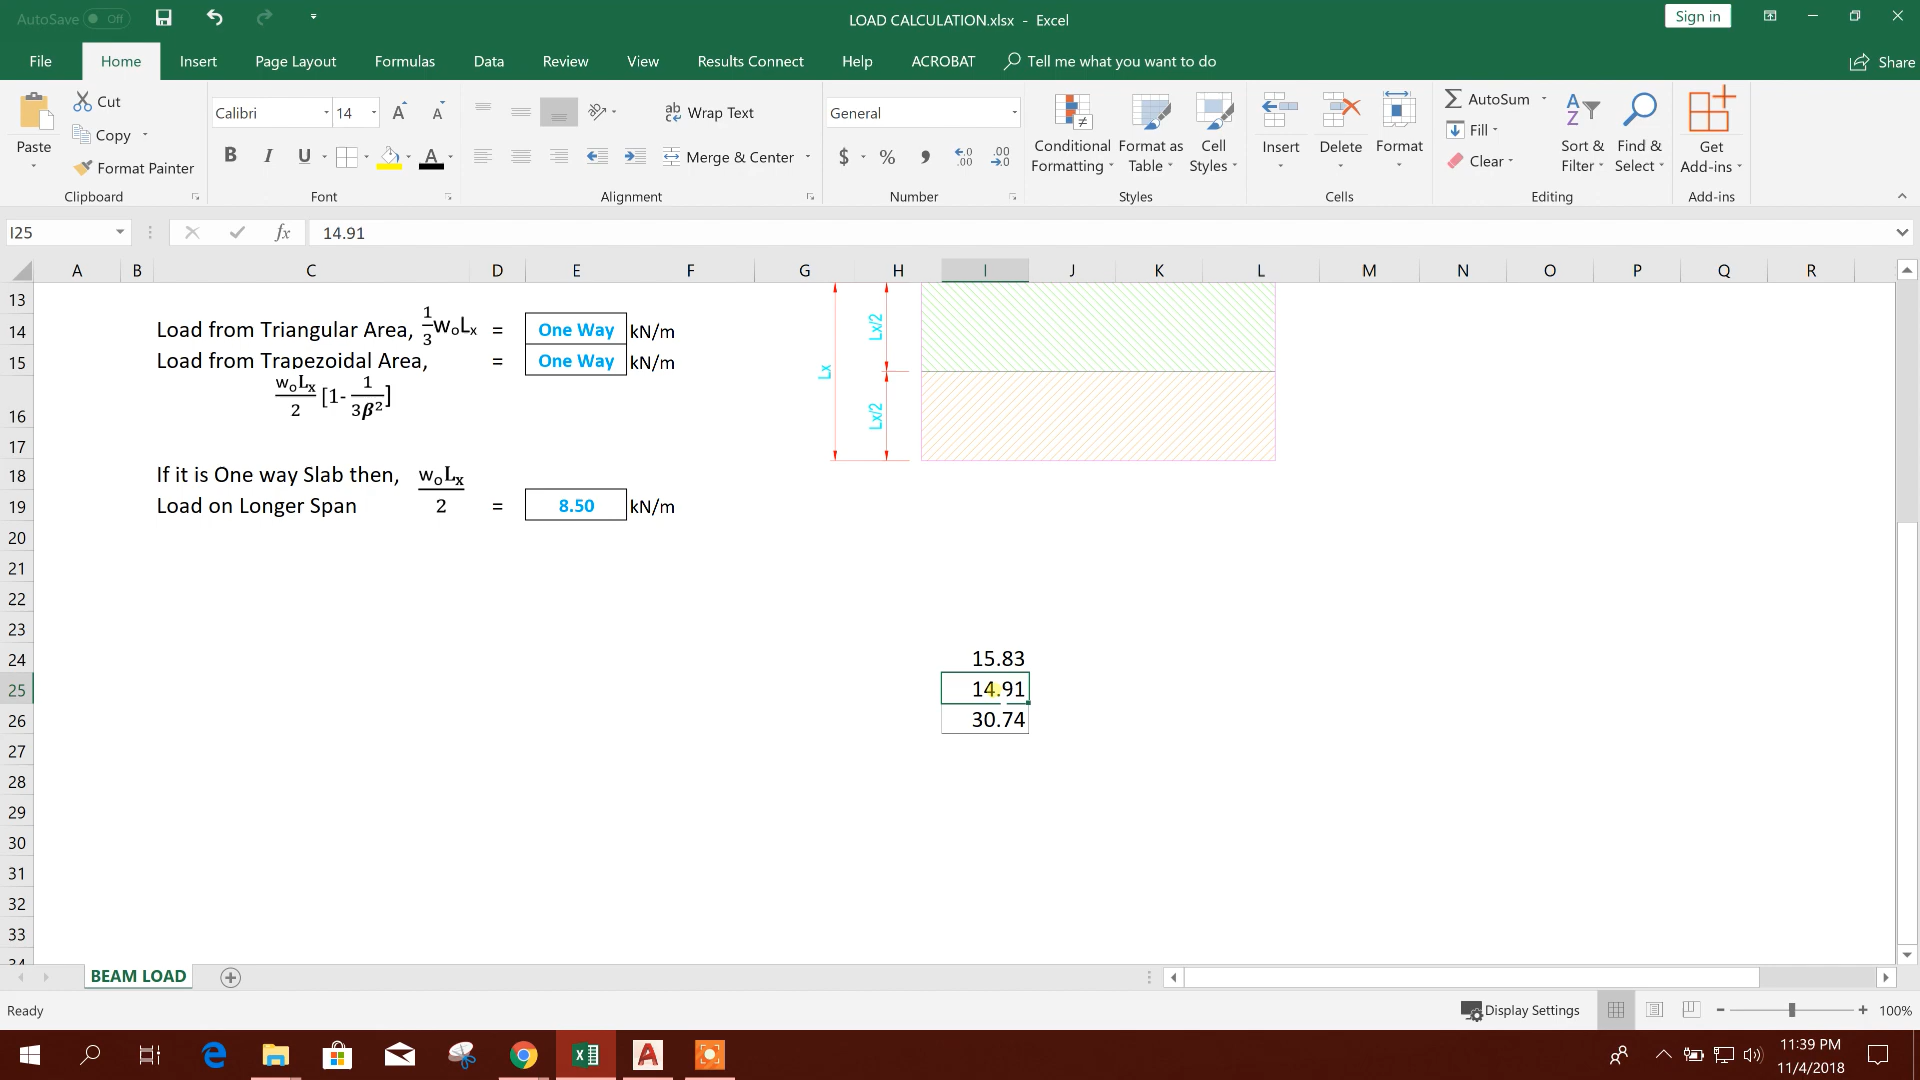 AutoSave Off
LOAD CALCULATION.xlsx - Excel
Sign in
File Home Insert Page Layout Formulas Data Review View Results Connect Help ACROBAT Tell me what you want to do Share
Paste
Cut
Copy
Format Painter
Clipboard
Calibri 14 A A
B I U A
Font
ab Wrap Text
Merge & Center
Alignment
General
$ % ,
Number
Conditional Formatting
Format as Table
Cell Styles
Styles
Insert
Delete
Format
Cells
AutoSum
Fill
Clear
Sort & Filter
Find & Select
Editing
Get Add-ins
Add-ins
I25 fx 14.91
A B C D E F G H I J K L M N O P Q R
13
14 Load from Triangular Area, 1/3 w₀Lₓ = One Way kN/m
15 Load from Trapezoidal Area, = One Way kN/m
16 w₀Lₓ/2 [1- 1/3β²]
17
18 If it is One way Slab then, w₀Lₓ
19 Load on Longer Span 2 = 8.50 kN/m
Lx
Lx/2
Lx/2
20
21
22
23
24 15.83
25 14.91
26 30.74
27
28
29
30
31
32
33
34
BEAM LOAD
Ready
Display Settings
100%
11:39 PM
11/4/2018